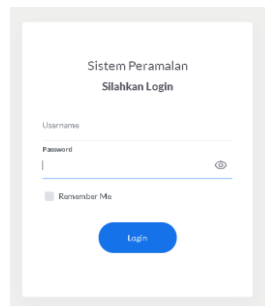 Sistem Peramalan
Silahkan Login
Username
Password
Remember Me
Login